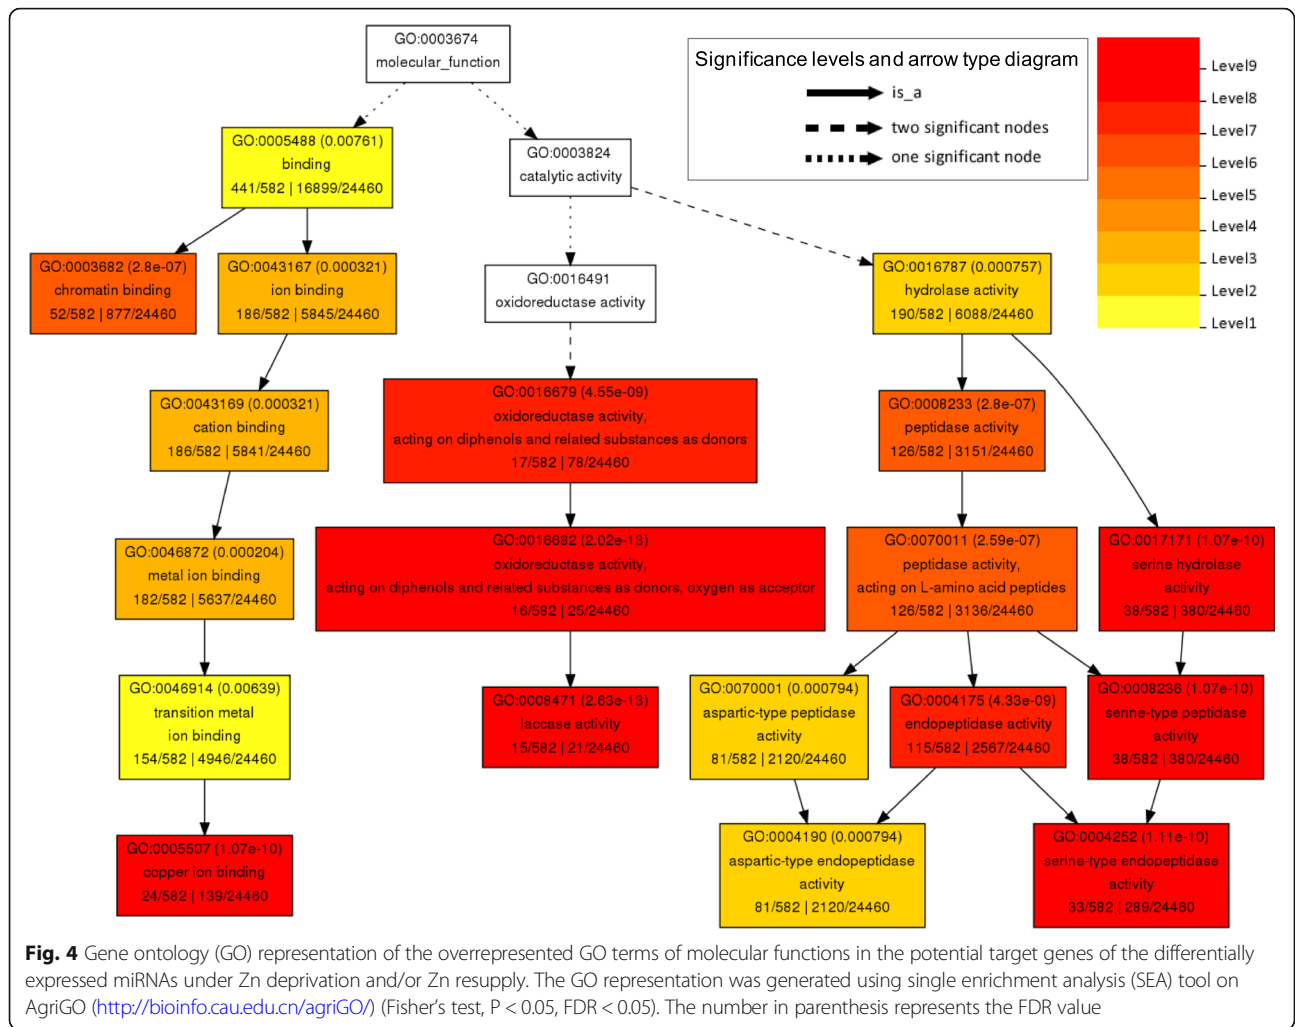 GO:0003674
molecular_function
Significance levels and arrow type diagram
is_a
two significant nodes
one significant node
Level9
Level8
Level7
Level6
Level5
Level4
Level3
Level2
Level1
GO:0005488 (0.00761)
binding
441/582 | 16899/24460
GO:0003824
catalytic activity
GO:0003682 (2.8e-07)
chromatin binding
52/582 | 877/24460
GO:0043167 (0.000321)
ion binding
186/582 | 5845/24460
GO:0016491
oxidoreductase activity
GO:0016787 (0.000757)
hydrolase activity
190/582 | 6088/24460
GO:0043169 (0.000321)
cation binding
186/582 | 5841/24460
GO:0016679 (4.55e-09)
oxidoreductase activity,
acting on diphenols and related substances as donors
17/582 | 78/24460
GO:0008233 (2.8e-07)
peptidase activity
126/582 | 3151/24460
GO:0046872 (0.000204)
metal ion binding
182/582 | 5637/24460
GO:0016682 (2.02e-13)
oxidoreductase activity,
acting on diphenols and related substances as donors, oxygen as acceptor
16/582 | 25/24460
GO:0070011 (2.59e-07)
peptidase activity,
acting on L-amino acid peptides
126/582 | 3136/24460
GO:0017171 (1.07e-10)
serine hydrolase
activity
38/582 | 380/24460
GO:0046914 (0.00639)
transition metal
ion binding
154/582 | 4946/24460
GO:0008471 (2.63e-13)
laccase activity
15/582 | 21/24460
GO:0070001 (0.000794)
aspartic-type peptidase
activity
81/582 | 2120/24460
GO:0004175 (4.33e-09)
endopeptidase activity
115/582 | 2567/24460
GO:0008236 (1.07e-10)
serine-type peptidase
activity
38/582 | 380/24460
GO:0005507 (1.07e-10)
copper ion binding
24/582 | 139/24460
GO:0004190 (0.000794)
aspartic-type endopeptidase
activity
81/582 | 2120/24460
GO:0004252 (1.11e-10)
serine-type endopeptidase
activity
33/582 | 289/24460
Fig. 4 Gene ontology (GO) representation of the overrepresented GO terms of molecular functions in the potential target genes of the differentially
expressed miRNAs under Zn deprivation and/or Zn resupply. The GO representation was generated using single enrichment analysis (SEA) tool on
AgriGO (http://bioinfo.cau.edu.cn/agriGO/) (Fisher's test, P < 0.05, FDR < 0.05). The number in parenthesis represents the FDR value